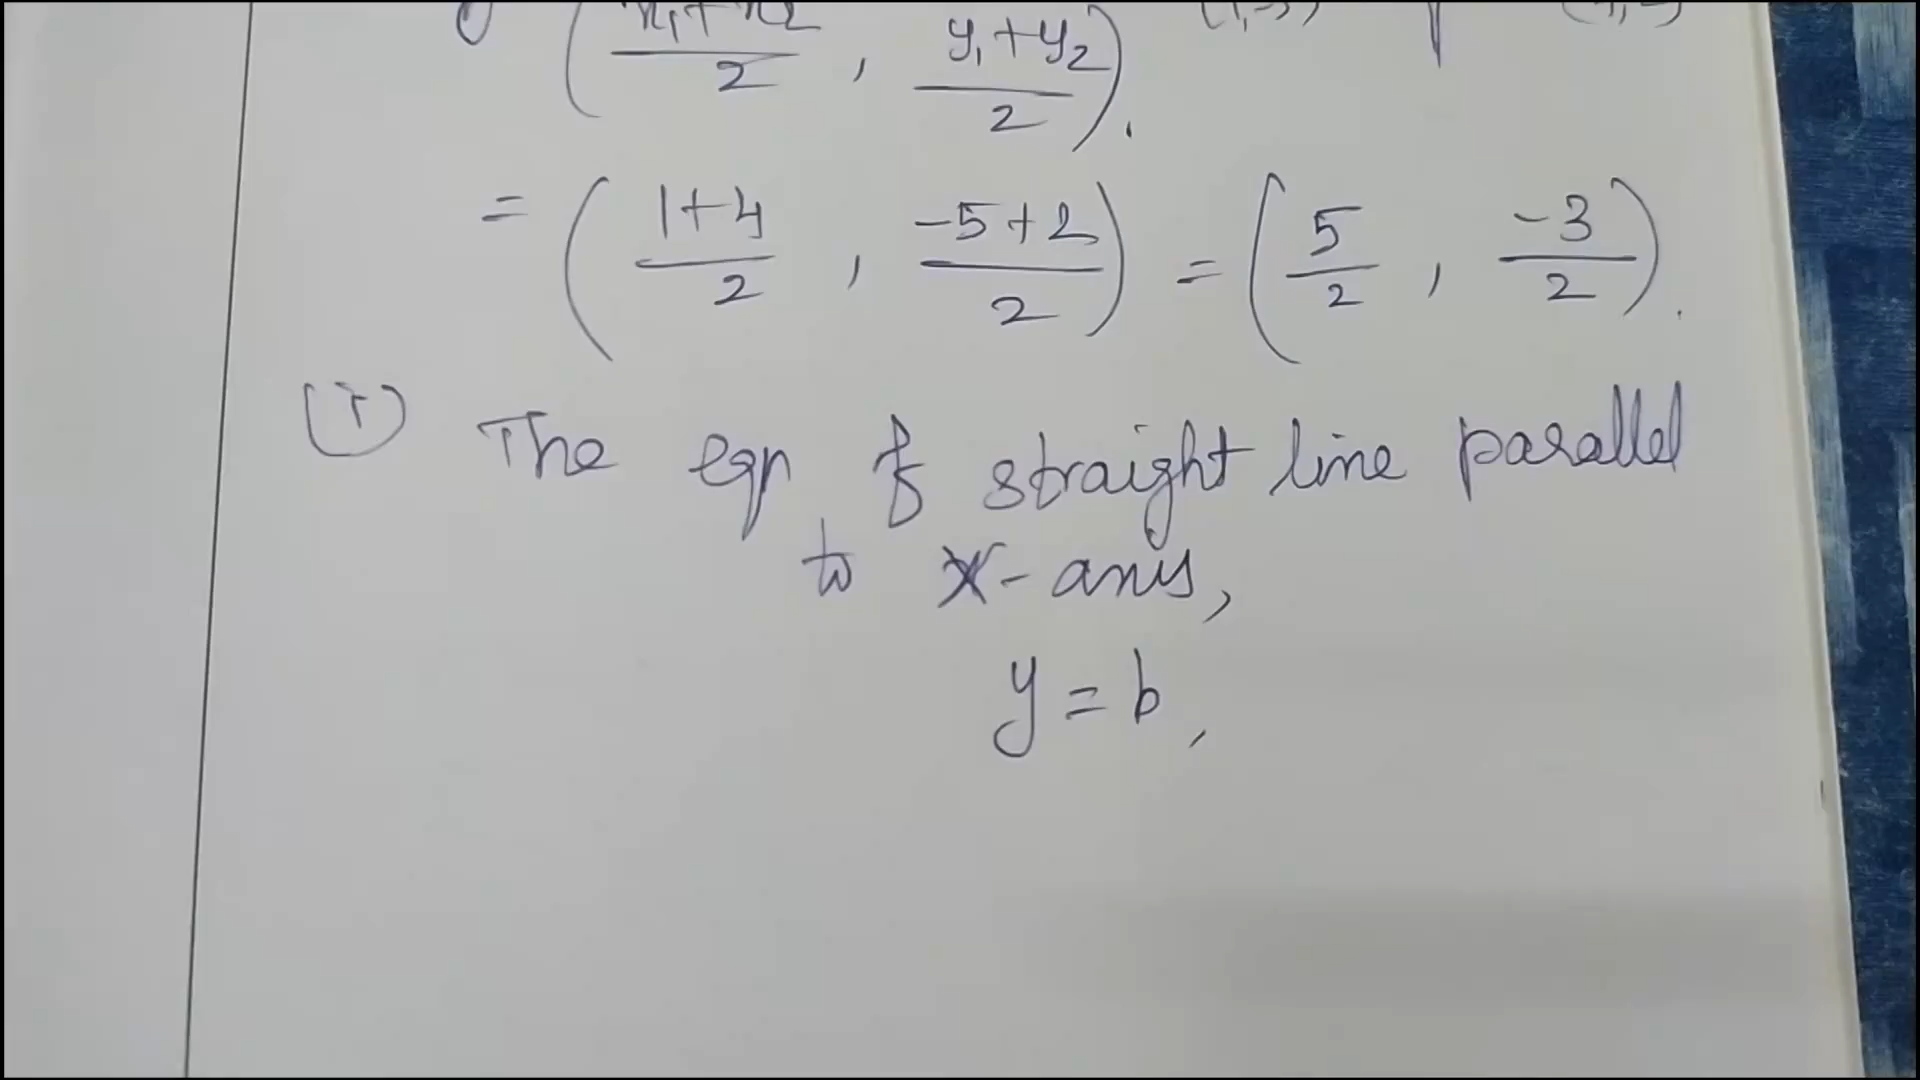 ( x₁+x₂/2 , y₁+y₂/2 ).
= ( 1+4/2 , -5+2/2 ) = ( 5/2 , -3/2 ).
(i) The eqn of straight line parallel
to x-axis,
y = b,